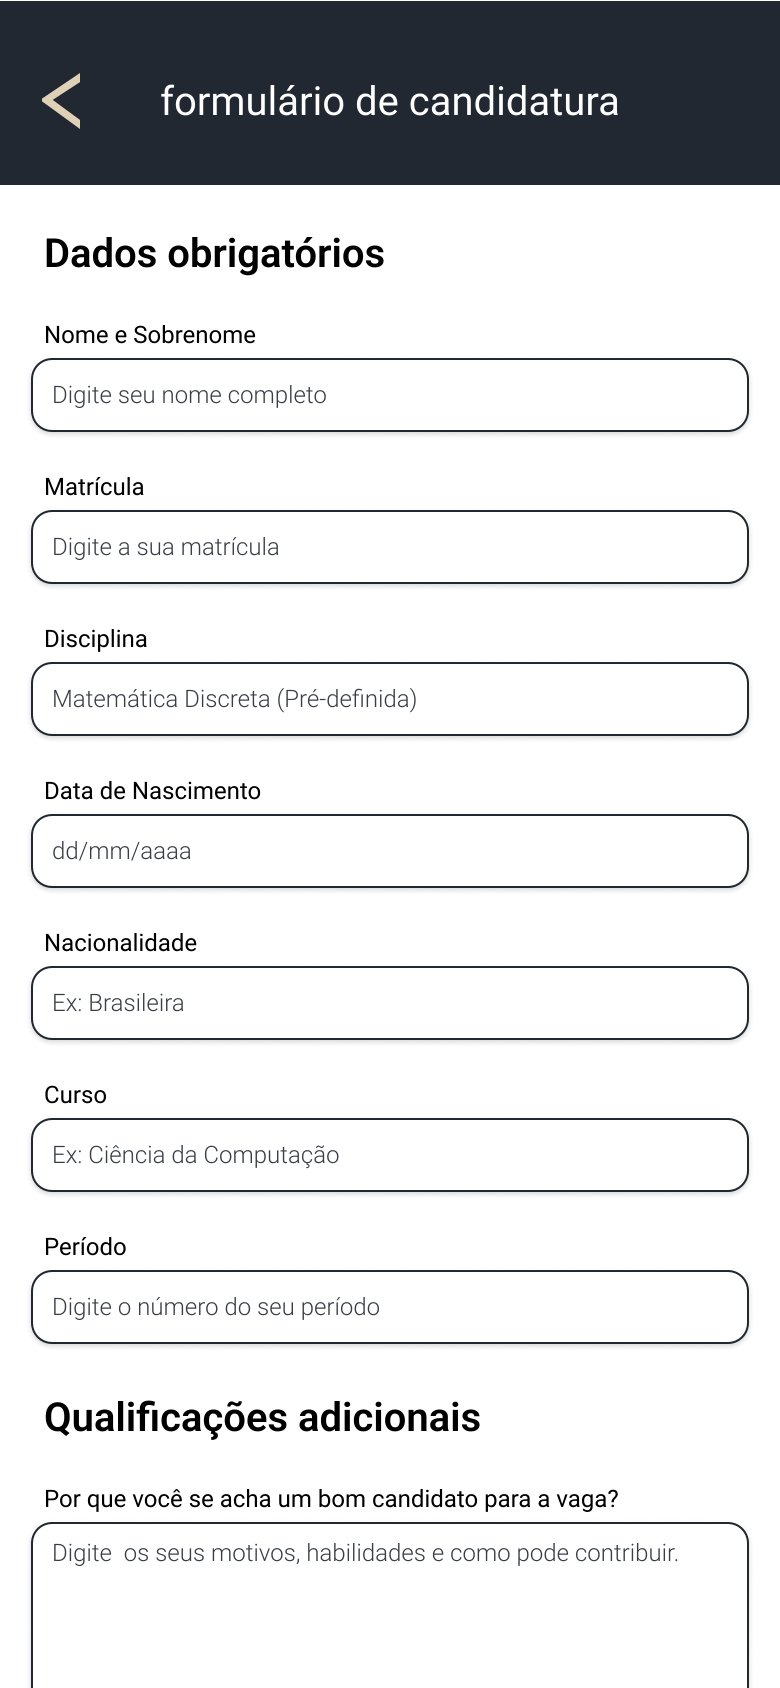 formulário de candidatura
Dados obrigatórios
Nome e Sobrenome
Digite seu nome completo
Matrícula
Digite a sua matrícula
Disciplina
Matemática Discreta (Pré-definida)
Data de Nascimento
dd/mm/aaaa
Nacionalidade
Ex: Brasileira
Curso
Ex: Ciência da Computação
Período
Digite o número do seu período
Qualificações adicionais
Por que você se acha um bom candidato para a vaga?
Digite  os seus motivos, habilidades e como pode contribuir.